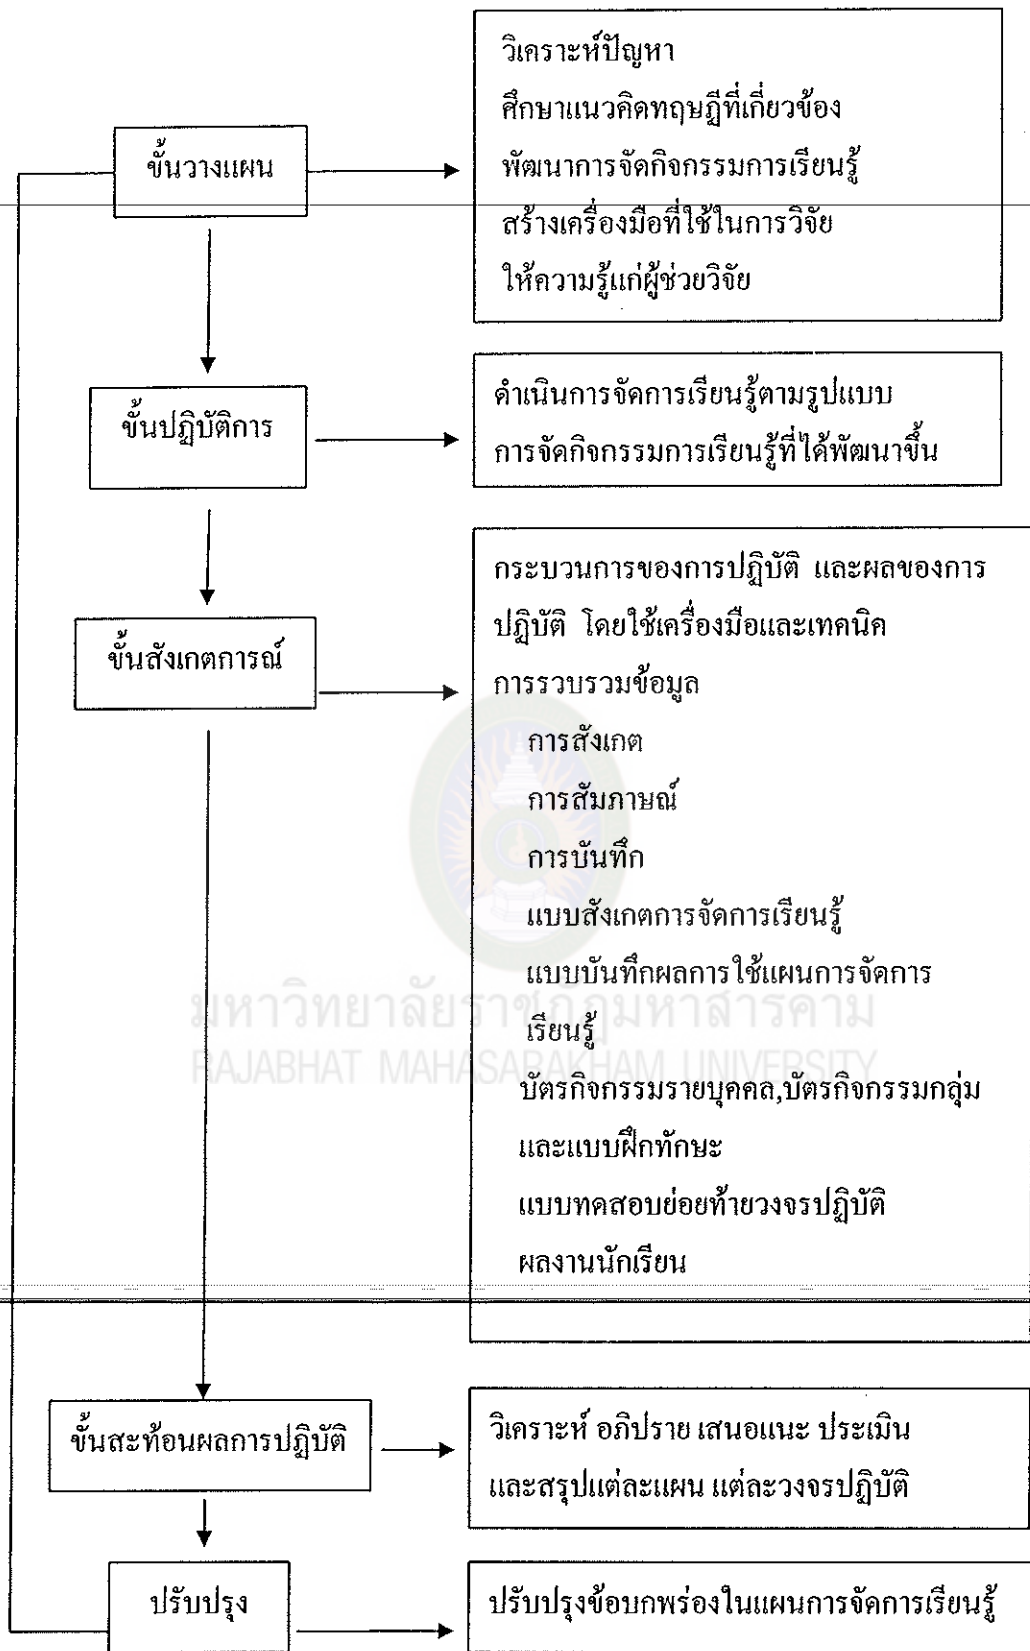 ขั้นวางแผน
วิเคราะห์ปัญหา
ศึกษาแนวคิดทฤษฎีที่เกี่ยวข้อง
พัฒนาการจัดกิจกรรมการเรียนรู้
สร้างเครื่องมือที่ใช้ในการวิจัย
ให้ความรู้แก่ผู้ช่วยวิจัย
ขั้นปฏิบัติการ
ดำเนินการจัดการเรียนรู้ตามรูปแบบ
การจัดกิจกรรมการเรียนรู้ที่ได้พัฒนาขึ้น
ขั้นสังเกตการณ์
กระบวนการของการปฏิบัติ และผลของการ
ปฏิบัติ โดยใช้เครื่องมือและเทคนิค
การรวบรวมข้อมูล
การสังเกต
การสัมภาษณ์
การบันทึก
แบบสังเกตการจัดการเรียนรู้
แบบบันทึกผลการใช้แผนการจัดการ
เรียนรู้
บัตรกิจกรรมรายบุคคล,บัตรกิจกรรมกลุ่ม
และแบบฝึกทักษะ
แบบทดสอบย่อยท้ายวงจรปฏิบัติ
ผลงานนักเรียน
มหาวิทยาลัยราชภัฏมหาสารคาม
RAJABHAT MAHASARAKHAM UNIVERSITY
ขั้นสะท้อนผลการปฏิบัติ
วิเคราะห์ อภิปราย เสนอแนะ ประเมิน
และสรุปแต่ละแผน แต่ละวงจรปฏิบัติ
ปรับปรุง
ปรับปรุงข้อบกพร่องในแผนการจัดการเรียนรู้